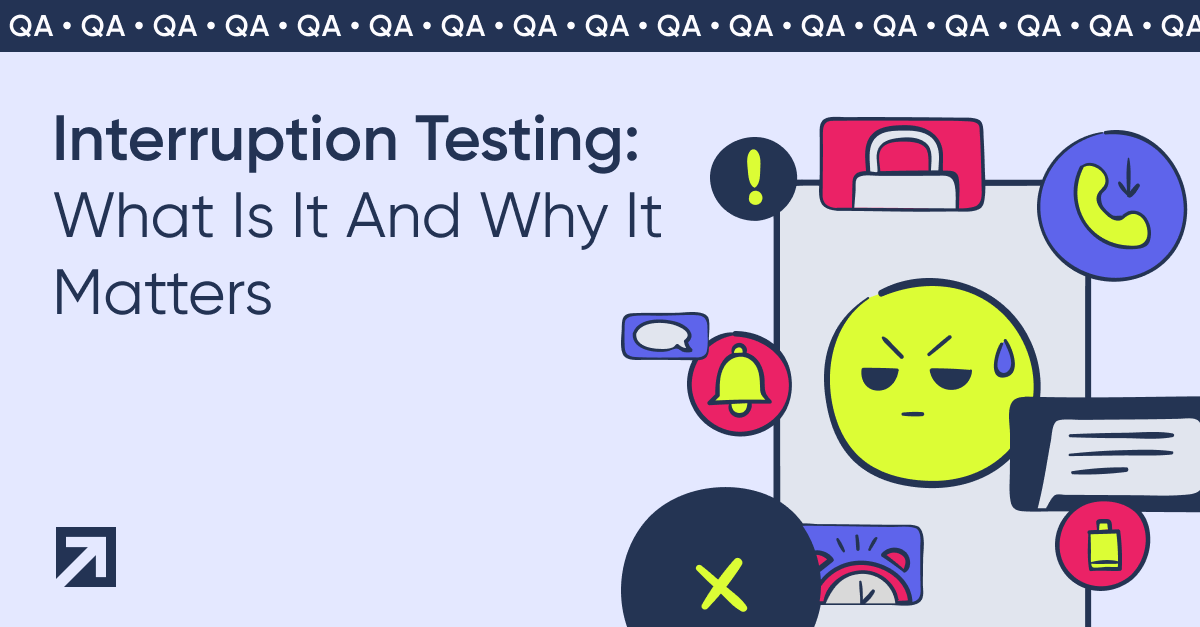 QA • QA • QA • QA • QA • QA • QA • QA • QA • QA • QA • QA • QA • QA • QA • QA • QA
Interruption Testing:
What Is It And Why It
Matters